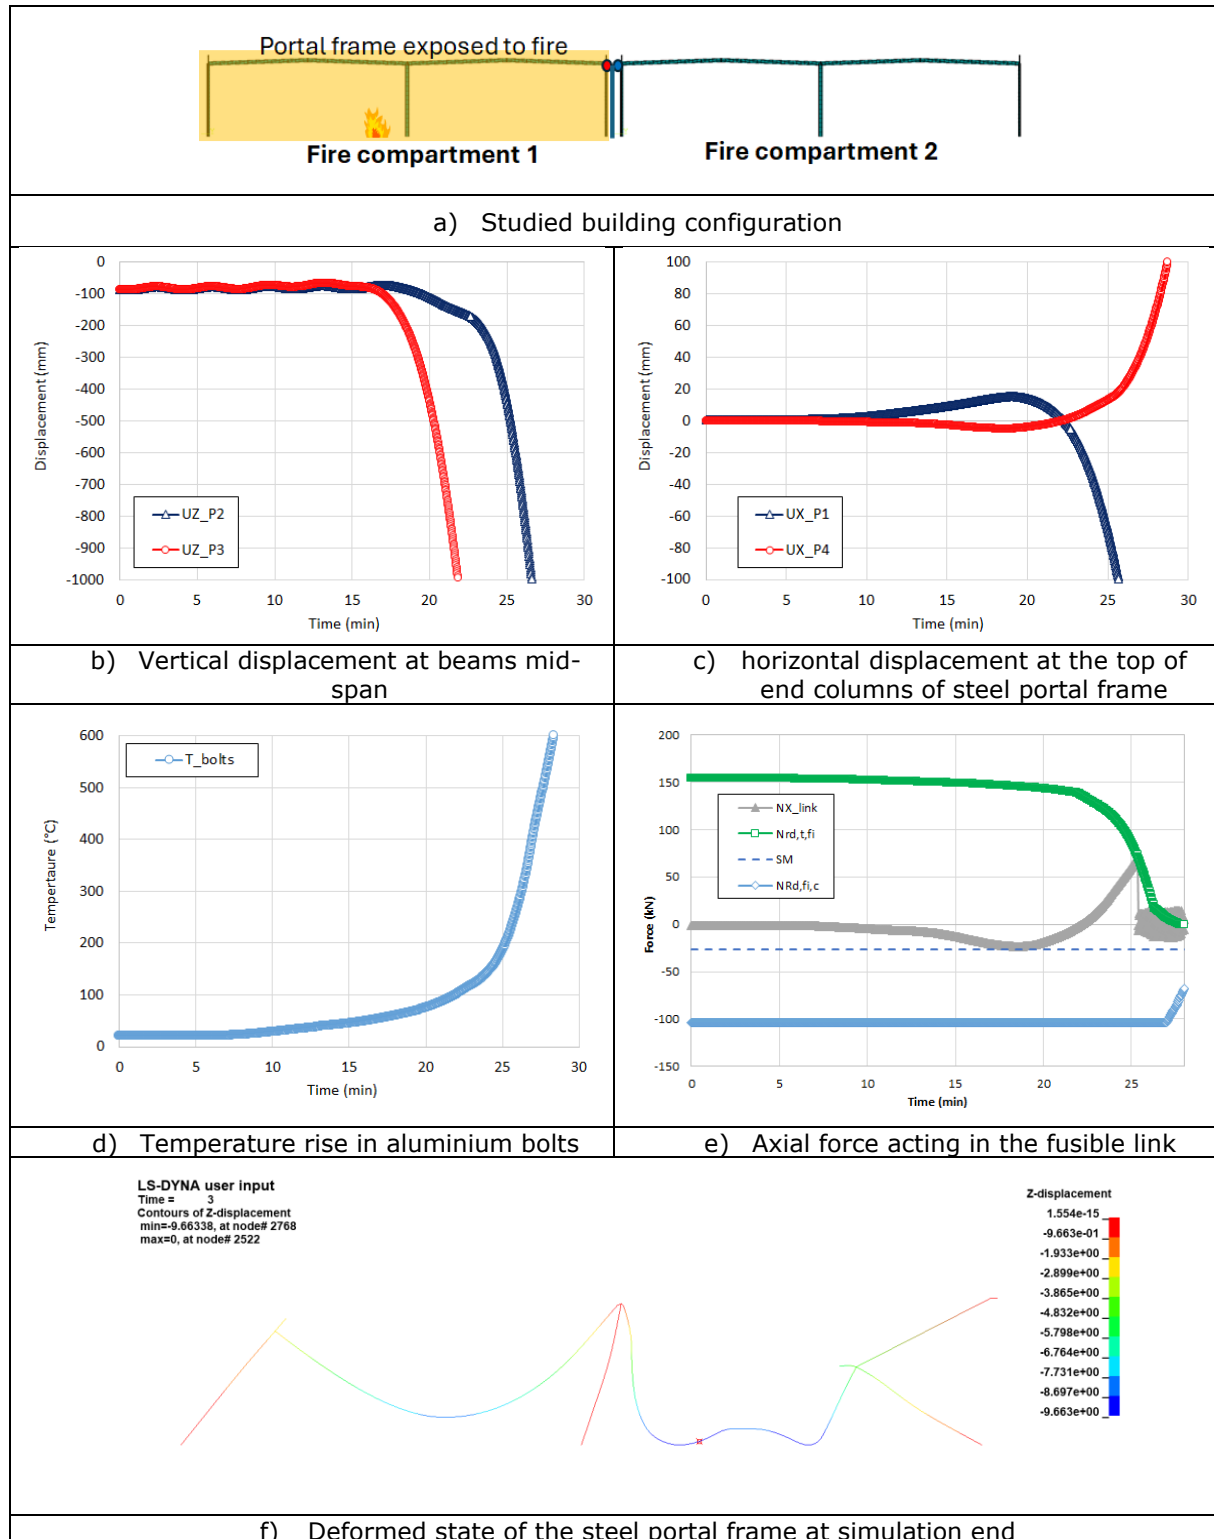 Portal frame exposed to fire
Fire compartment 1
Fire compartment 2
a) Studied building configuration
0
-100
-200
-300
-400
-500
-600
-700
-800
-900
-1000
Displacement (mm)
UZ_P2
UZ_P3
0 5 10 15 20 25 30
Time (min)
100
80
60
40
20
0
-20
-40
-60
-80
-100
Displacement (mm)
UX_P1
UX_P4
0 5 10 15 20 25 30
Time (min)
b) Vertical displacement at beams mid-
span
c) horizontal displacement at the top of
end columns of steel portal frame
600
500
400
300
200
100
0
Tempertaure (°C)
T_bolts
0 5 10 15 20 25 30
Time (min)
200
150
100
50
0
-50
-100
-150
Force (kN)
NX_link
Nrd,t,fi
SM
NRd,fi,c
0 5 10 15 20 25
Time (min)
d) Temperature rise in aluminium bolts
e) Axial force acting in the fusible link
LS-DYNA user input
Time = 3
Contours of Z-displacement
min=-9.66338, at node# 2768
max=0, at node# 2522
Z-displacement
1.554e-15
-9.663e-01
-1.933e+00
-2.899e+00
-3.865e+00
-4.832e+00
-5.798e+00
-6.764e+00
-7.731e+00
-8.697e+00
-9.663e+00
f) Deformed state of the steel portal frame at simulation end